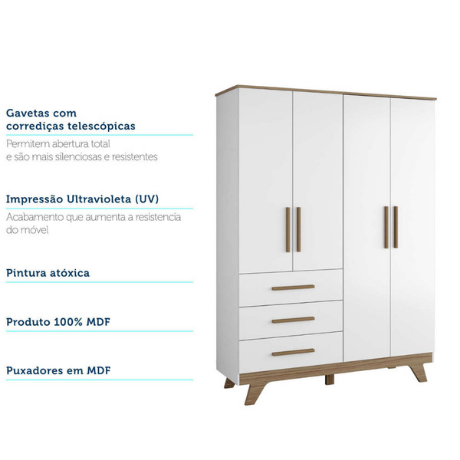 Gavetas com
corrediças telescópicas
Permitem abertura total
e são mais silenciosas e resistentes
Impressão Ultravioleta (UV)
Acabamento que aumenta a resistencia
do móvel
Pintura atóxica
Produto 100% MDF
Puxadores em MDF